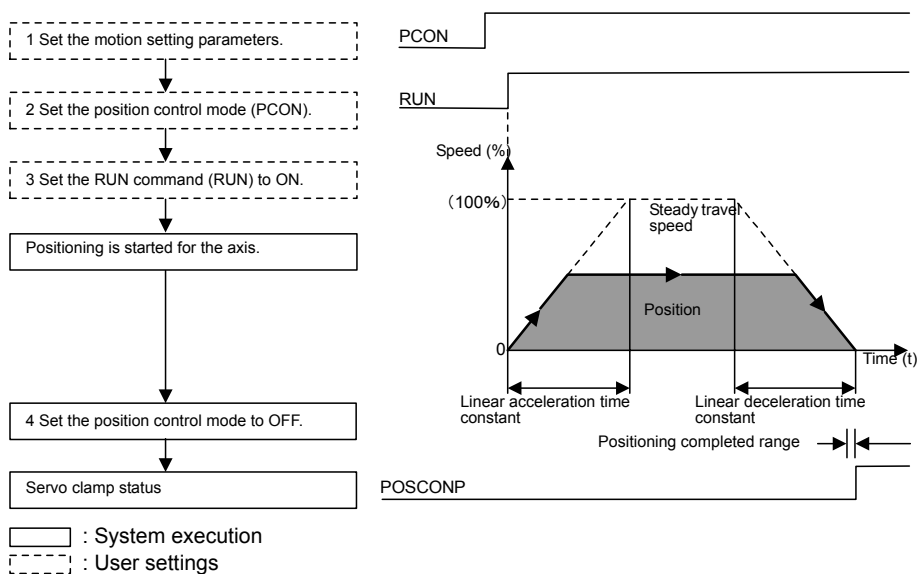 1 Set the motion setting parameters.
2 Set the position control mode (PCON).
3 Set the RUN command (RUN) to ON.
Positioning is started for the axis.
4 Set the position control mode to OFF.
Servo clamp status
: System execution
: User settings
PCON
RUN
Speed (%)
(100%)
Steady travel
speed
Position
0
Time (t)
Linear acceleration time
constant
Linear deceleration time
constant
Positioning completed range
POSCONP